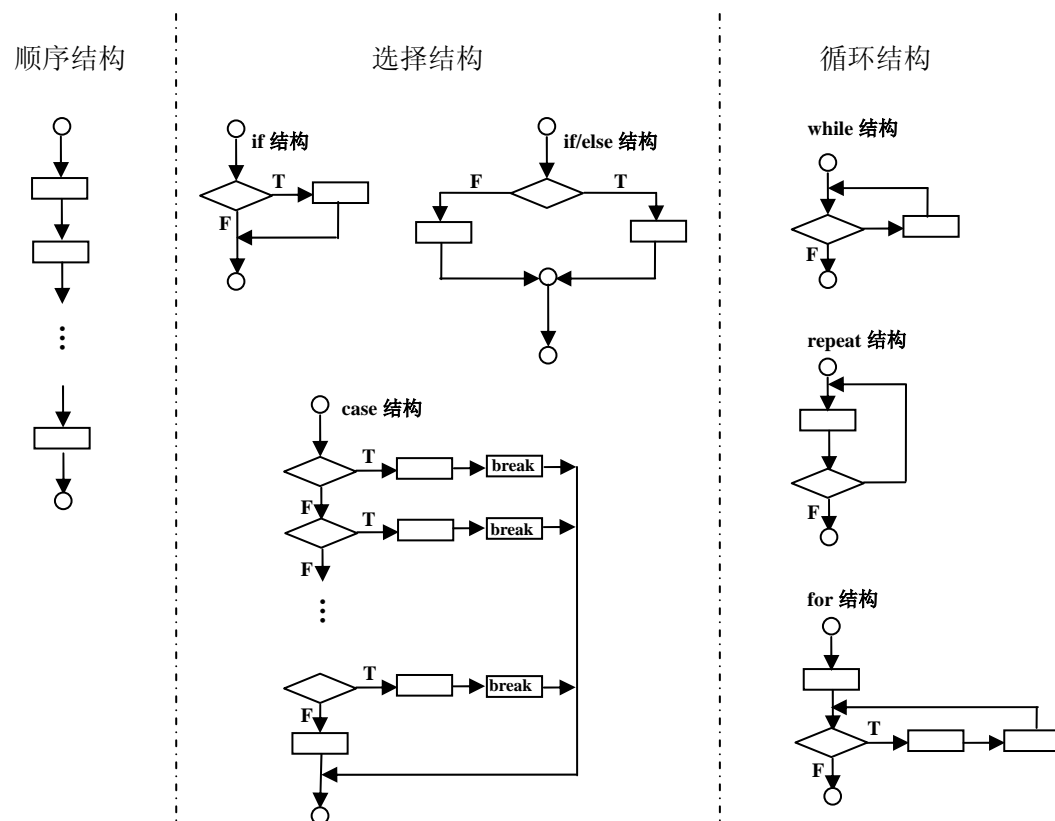 顺序结构
选择结构
循环结构
if 结构
T
F
if/else 结构
F
T
case 结构
T
break
F
T
break
F
⋮
T
break
F
while 结构
F
repeat 结构
F
for 结构
T
F